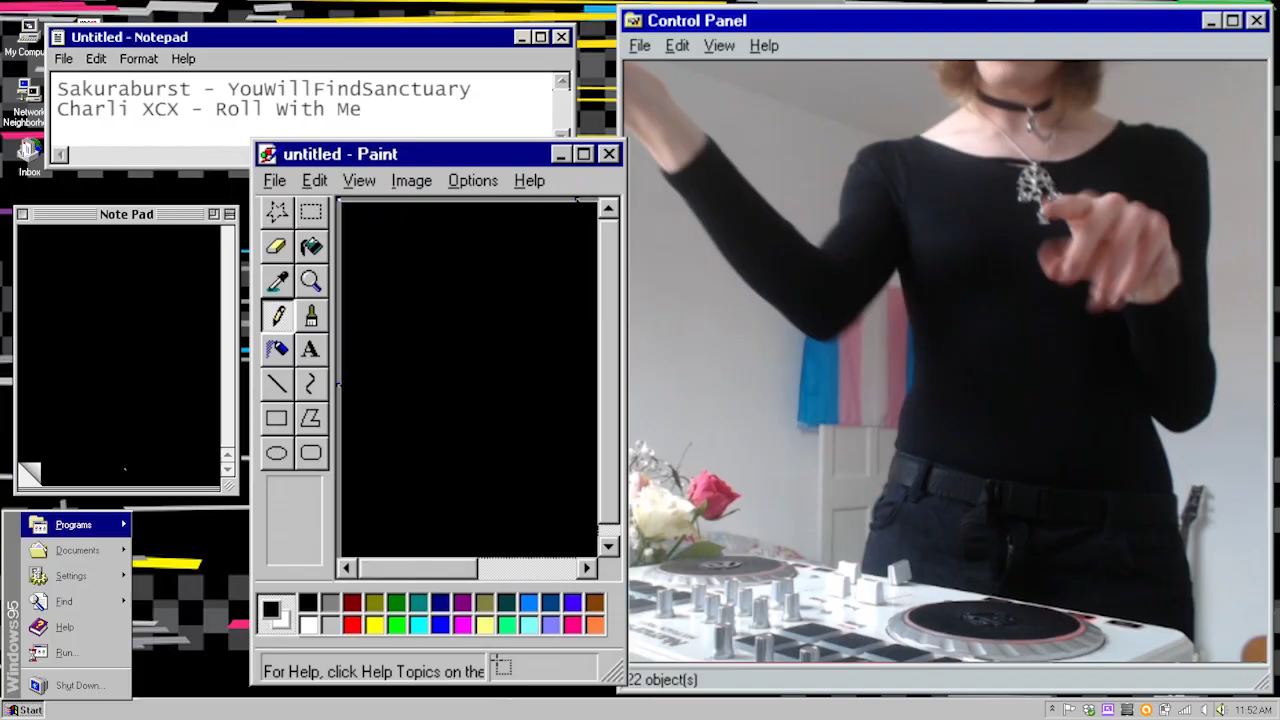 My Compu
Network
Neighborho
Inbox
Untitled - Notepad
File Edit Format Help
Sakuraburst - YouWillFindSanctuary
Charli XCX - Roll With Me
Note Pad
untitled - Paint
File Edit View Image Options Help
A
For Help, click Help Topics on the
Control Panel
File Edit View Help
22 object(s)
Programs
Documents
Settings
Find
Help
Run...
Shut Down...
Windows95
Start
11:52 AM